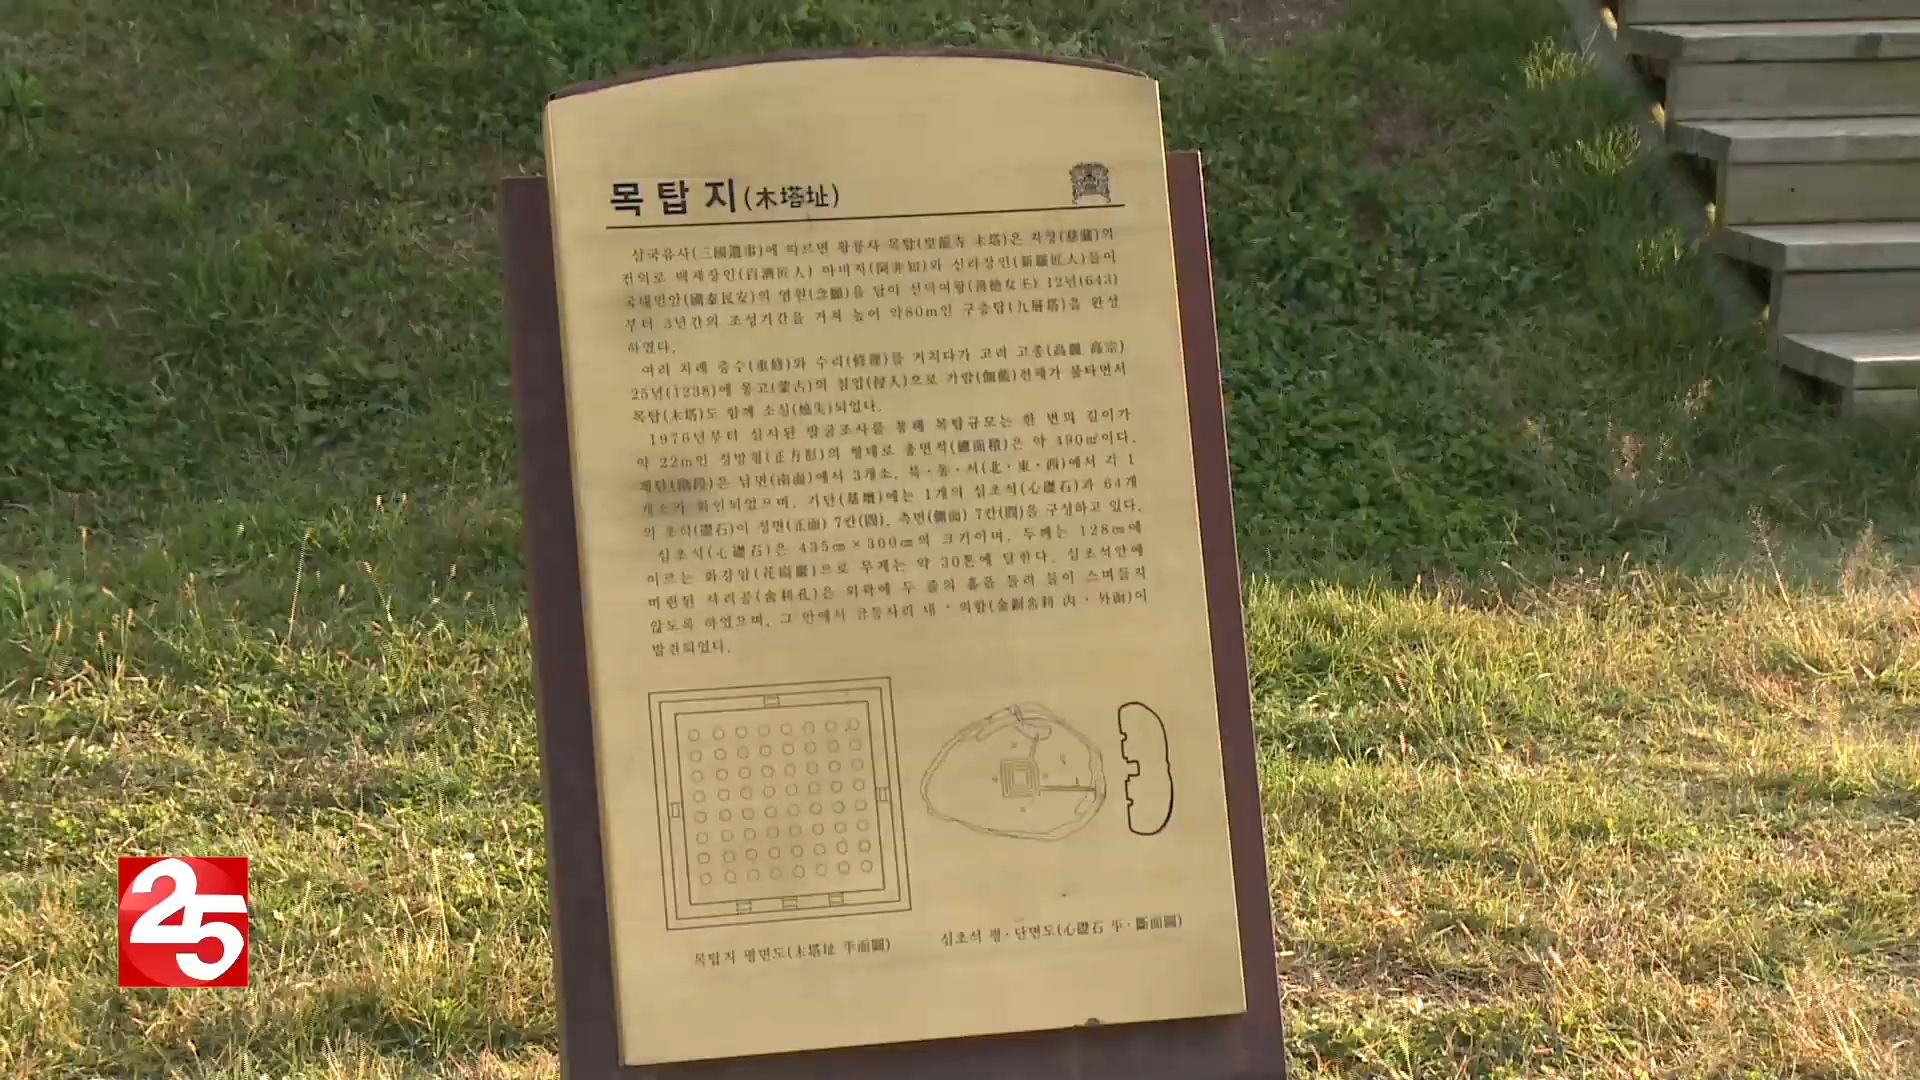 목탑지(木塔址)
삼국유사(三國遺事)에 따르면 황룡사 목탑(皇龍寺 木塔)은 자장(慈藏)의
건의로 백제장인(百濟匠人) 아비지(阿非知)와 신라장인(新羅匠人)들이
국태민안(國泰民安)의 염원(念願)을 담아 선덕여왕(善德女王) 12년(643)
부터 3년간의 조성기간을 거쳐 높이 약80m인 구층탑(九層塔)을 완성
하였다.
여러 차례 중수(重修)와 수리(修理)를 거치다가 고려 고종(高麗 高宗)
25년(1238)에 몽고(蒙古)의 침입(侵入)으로 가람(伽藍)전체가 불타면서
목탑(木塔)도 함께 소실(燒失)되었다.
1976년부터 실시된 발굴조사를 통해 목탑규모는 한 변의 길이가
약 22m인 정방형(正方形)의 형태로 총면적(總面積)은 약 490㎡이다.
계단(階段)은 남면(南面)에서 3개소, 북·동·서(北·東·西)에서 각 1
개소가 확인되었으며, 기단(基壇)에는 1개의 심초석(心礎石)과 64개
의 초석(礎石)이 정면(正面) 7칸(間), 측면(側面) 7칸(間)을 구성하고 있다.
심초석(心礎石)은 435㎝×300㎝의 크기이며, 두께는 128㎝에
이르는 화강암(花崗巖)으로 무게는 약 30톤에 달한다. 심초석안에
마련된 사리공(舍利孔)은 외곽에 두 줄의 홈을 둘러 물이 스며들지
않도록 하였으며, 그 안에서 금동사리 내·외함(金銅舍利 內·外函)이
발견되었다.
목탑지 평면도(木塔址 平面圖)
심초석 평·단면도(心礎石 平·斷面圖)
25